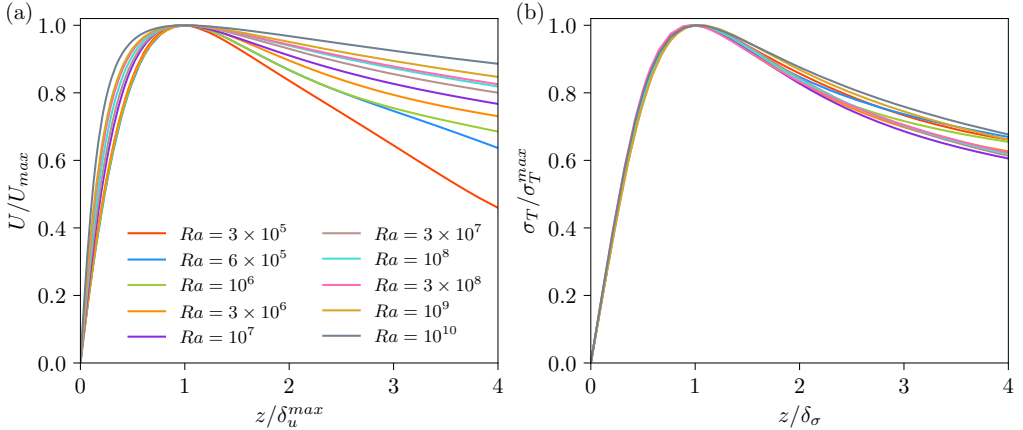 (a)
1.0
0.8
0.6
0.4
0.2
0.0
U/U_{max}
Ra = 3 × 10^5
Ra = 6 × 10^5
Ra = 10^6
Ra = 3 × 10^6
Ra = 10^7
Ra = 3 × 10^7
Ra = 10^8
Ra = 3 × 10^8
Ra = 10^9
Ra = 10^{10}
0 1 2 3 4
z/δ_u^{max}
(b)
1.0
0.8
0.6
0.4
0.2
0.0
σ_T/σ_T^{max}
0 1 2 3 4
z/δ_σ